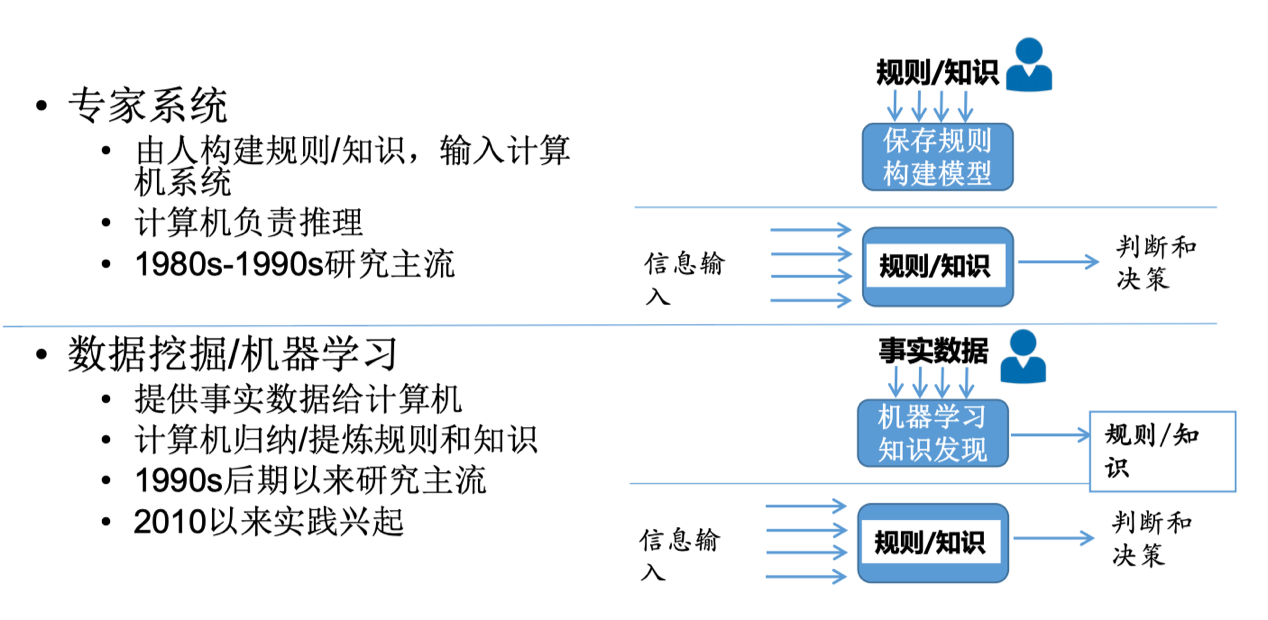 • 专家系统
• 由人构建规则/知识，输入计算
机系统
• 计算机负责推理
• 1980s-1990s研究主流
规则/知识
保存规则
构建模型
信息输
入
规则/知识
判断和
决策
• 数据挖掘/机器学习
• 提供事实数据给计算机
• 计算机归纳/提炼规则和知识
• 1990s后期以来研究主流
• 2010以来实践兴起
事实数据
机器学习
知识发现
规则/知
识
信息输
入
规则/知识
判断和
决策